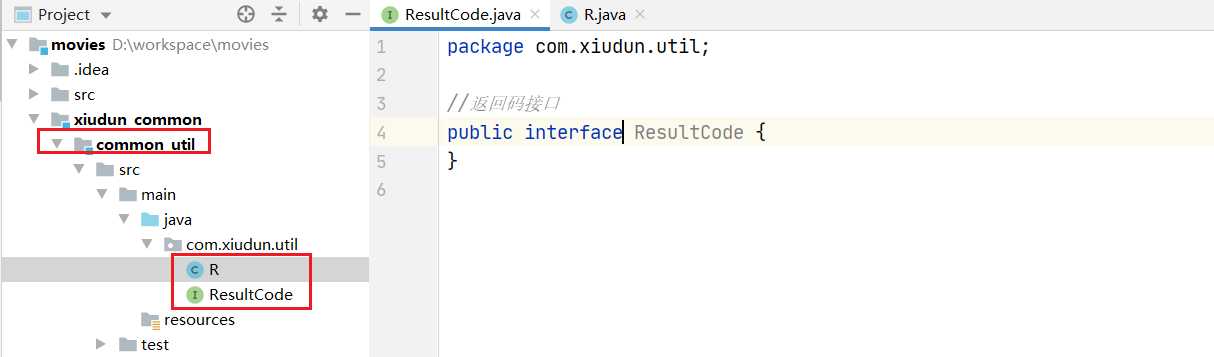 Project
ResultCode.java
R.java
movies D:\workspace\movies
.idea
src
xiudun_common
common_util
src
main
java
com.xiudun.util
R
ResultCode
resources
test
1 package com.xiudun.util;
2
3 //返回码接口
4 public interface ResultCode {
5 }
6